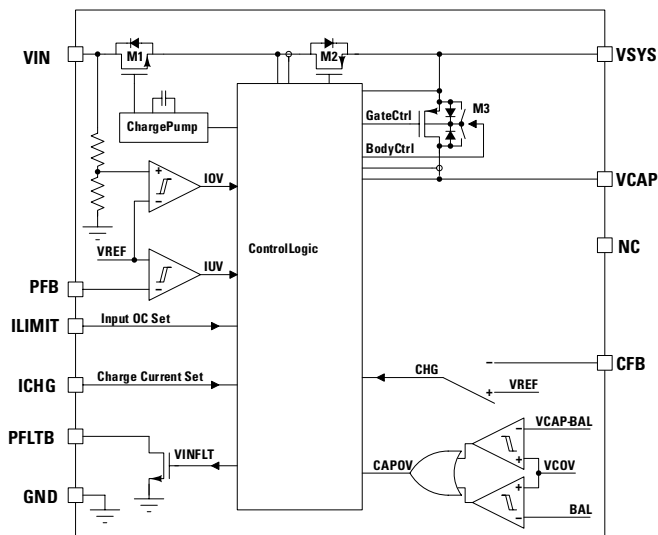 M1
M2
VIN
VSYS
ChargePump
GateCtrl
M3
BodyCtrl
+
IOV
VCAP
−
VREF
ControlLogic
NC
+
IUV
PFB
−
ILIMIT
Input OC Set
−
CFB
ICHG
Charge Current Set
CHG
+
VREF
PFLTB
VINFLT
−
VCAP-BAL
+
CAPOV
VCOV
+
GND
−
BAL